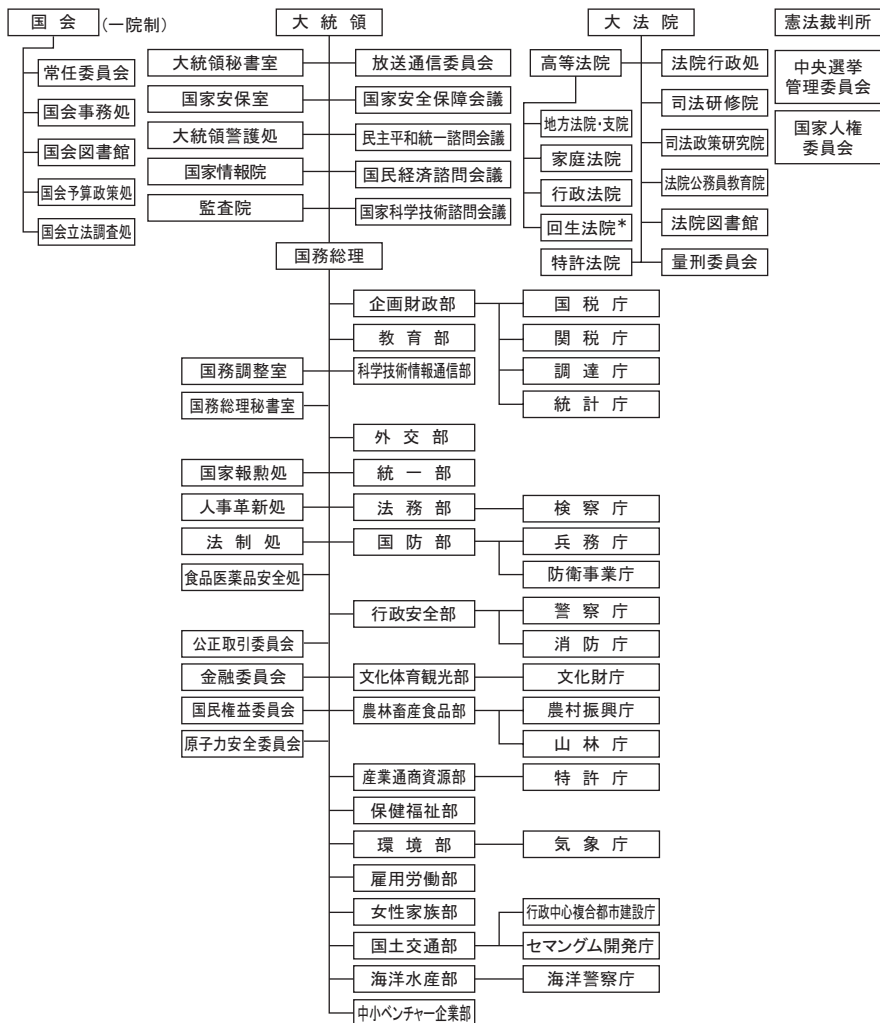 国会 (一院制)
常任委員会
国会事務処
国会図書館
国会予算政策処
国会立法調査処
大統領
大統領秘書室
放送通信委員会
国家安保室
国家安全保障会議
大統領警護処
民主平和統一諮問会議
国家情報院
国民経済諮問会議
監査院
国家科学技術諮問会議
大法院
高等法院
法院行政処
司法研修院
地方法院・支院
司法政策研究院
家庭法院
行政法院
法院公務員教育院
回生法院*
法院図書館
特許法院
量刑委員会
憲法裁判所
中央選挙
管理委員会
国家人権
委員会
国務総理
企画財政部
国税庁
教育部
関税庁
国務調整室
科学技術情報通信部
調達庁
国務総理秘書室
統計庁
外交部
国家報勲処
統一部
人事革新処
法務部
検察庁
法制処
国防部
兵務庁
食品医薬品安全処
防衛事業庁
行政安全部
警察庁
公正取引委員会
消防庁
金融委員会
文化体育観光部
文化財庁
国民権益委員会
農林畜産食品部
農村振興庁
原子力安全委員会
山林庁
産業通商資源部
特許庁
保健福祉部
環境部
気象庁
雇用労働部
女性家族部
行政中心複合都市建設庁
国土交通部
セマングム開発庁
海洋水産部
海洋警察庁
中小ベンチャー企業部